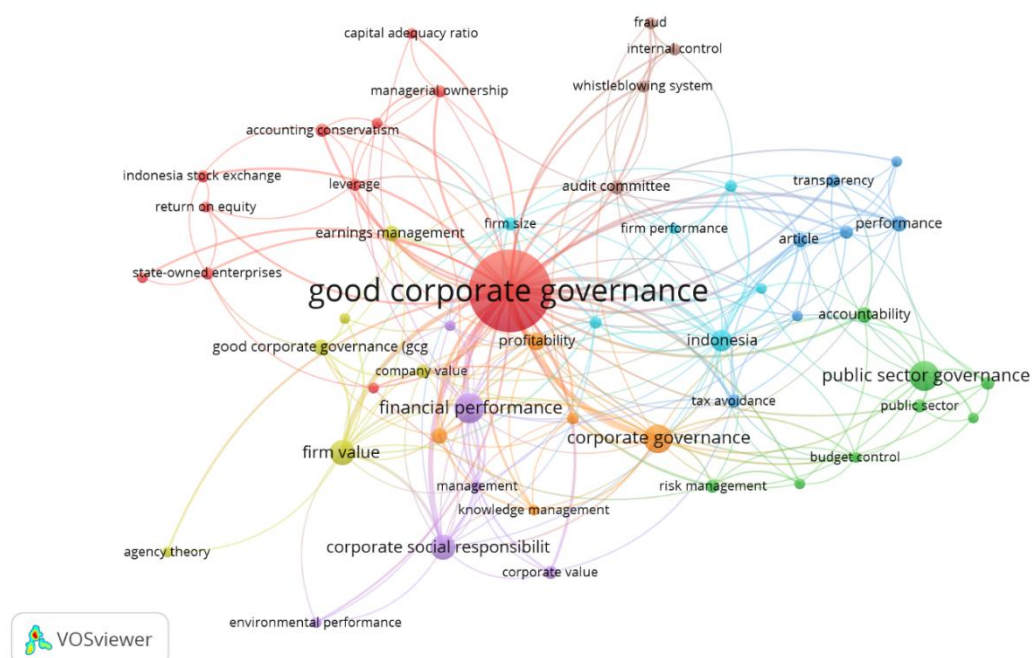 fraud
capital adequacy ratio
internal control
whistleblowing system
managerial ownership
accounting conservatism
indonesia stock exchange
leverage
audit committee
transparency
return on equity
firm size
firm performance
performance
earnings management
article
state-owned enterprises
good corporate governance
accountability
profitability
indonesia
good corporate governance (gcg
company value
public sector governance
financial performance
tax avoidance
public sector
corporate governance
firm value
budget control
management
risk management
knowledge management
agency theory
corporate social responsibilit
corporate value
environmental performance
VOSviewer